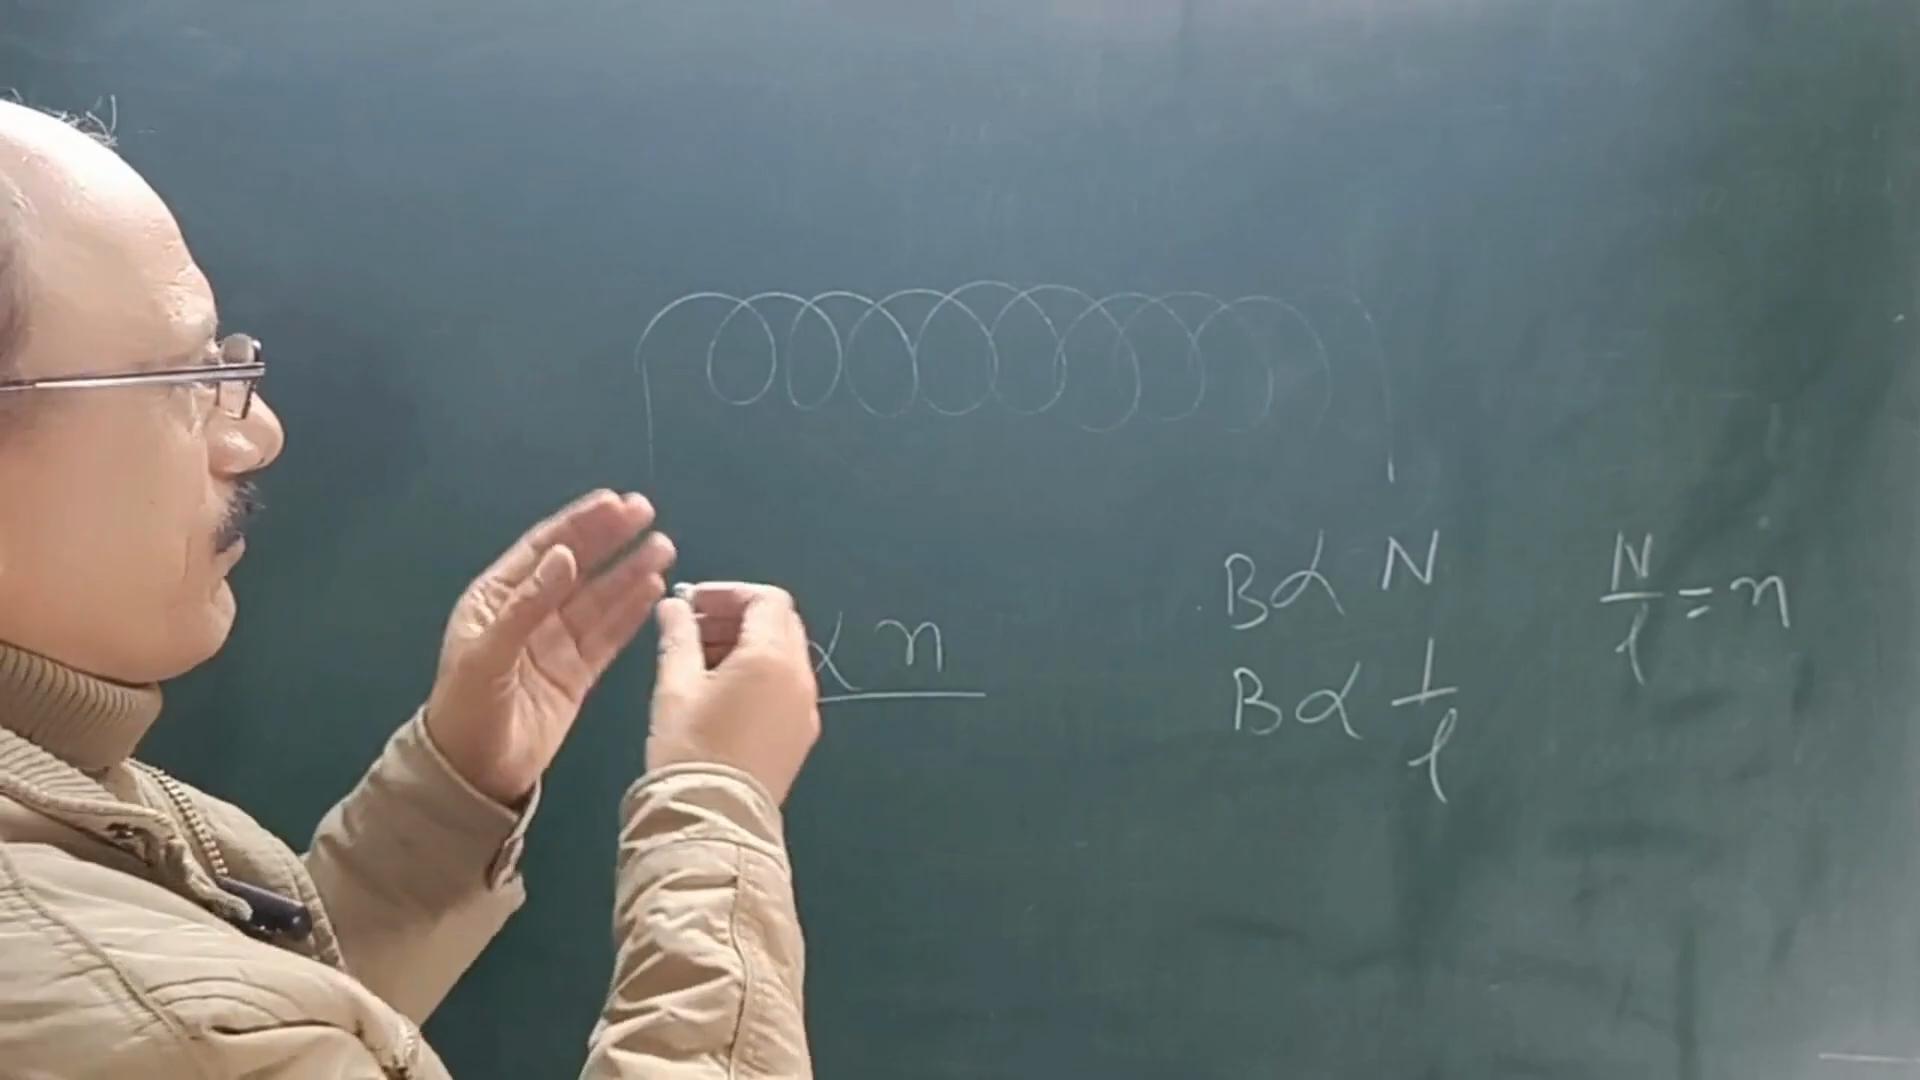 B ∝ N
N/l = n
∝ n
B ∝ 1/l